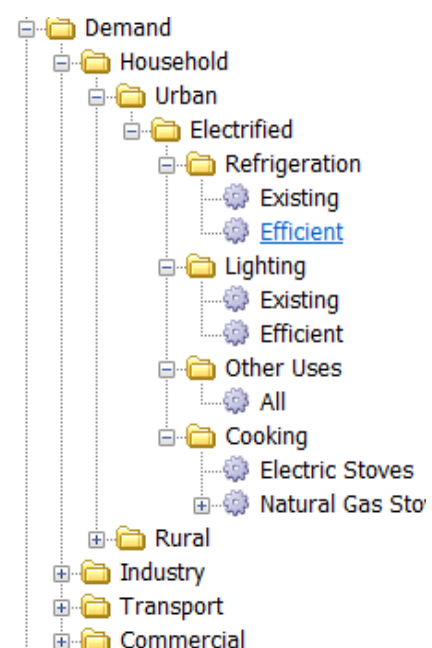 Demand
Household
Urban
Electrified
Refrigeration
Existing
Efficient
Lighting
Existing
Efficient
Other Uses
All
Cooking
Electric Stoves
Natural Gas
Rural
Industry
Transport
Commercial